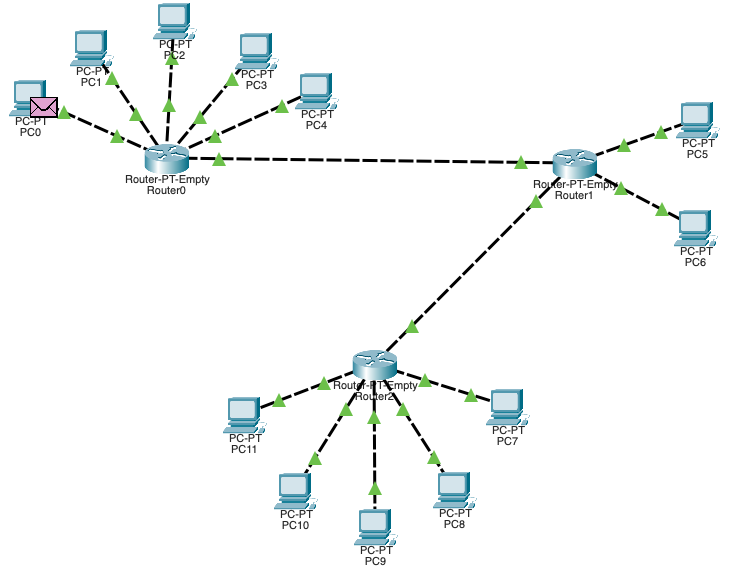 PC-PT
PC2
PC-PT
PC1
PC-PT
PC3
PC-PT
PC0
PC-PT
PC4
Router-PT-Empty
Router0
Router-PT-Empty
Router1
PC-PT
PC5
PC-PT
PC6
Router-PT-Empty
Router2
PC-PT
PC11
PC-PT
PC7
PC-PT
PC10
PC-PT
PC8
PC-PT
PC9